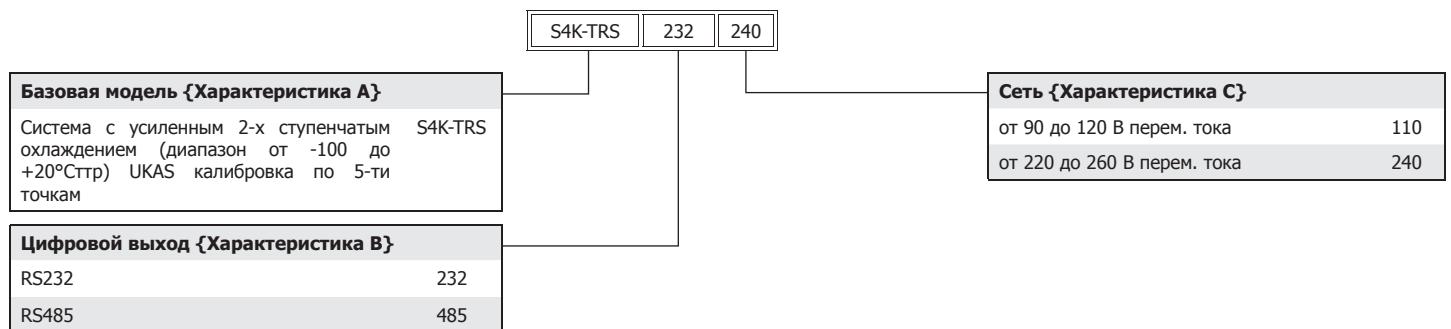 S4K-TRS 232 240
Базовая модель {Характеристика A}
Система с усиленным 2-х ступенчатым S4K-TRS
охлаждением (диапазон от -100 до
+20°Сттр) UKAS калибровка по 5-ти
точкам
Цифровой выход {Характеристика B}
RS232 232
RS485 485
Сеть {Характеристика C}
от 90 до 120 В перем. тока 110
от 220 до 260 В перем. тока 240